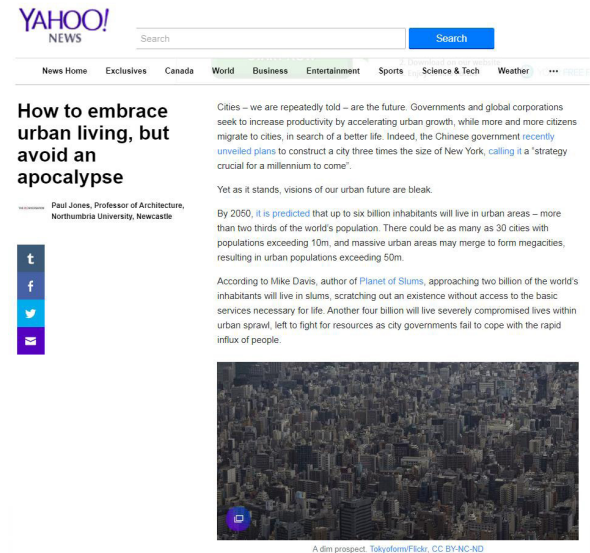 YAHOO!
NEWS
Search
Search
News Home
Exclusives
Canada
World
Business
Entertainment
Sports
Science & Tech
Weather
•••
How to embrace
urban living, but
avoid an
apocalypse
Paul Jones, Professor of Architecture,
Northumbria University, Newcastle
t
f
Cities – we are repeatedly told – are the future. Governments and global corporations
seek to increase productivity by accelerating urban growth, while more and more citizens
migrate to cities, in search of a better life. Indeed, the Chinese government recently
unveiled plans to construct a city three times the size of New York, calling it a “strategy
crucial for a millennium to come”.
Yet as it stands, visions of our urban future are bleak.
By 2050, it is predicted that up to six billion inhabitants will live in urban areas – more
than two thirds of the world’s population. There could be as many as 30 cities with
populations exceeding 10m, and massive urban areas may merge to form megacities,
resulting in urban populations exceeding 50m.
According to Mike Davis, author of Planet of Slums, approaching two billion of the world’s
inhabitants will live in slums, scratching out an existence without access to the basic
services necessary for life. Another four billion will live severely compromised lives within
urban sprawl, left to fight for resources as city governments fail to cope with the rapid
influx of people.
A dim prospect. Tokyoform/Flickr, CC BY-NC-ND